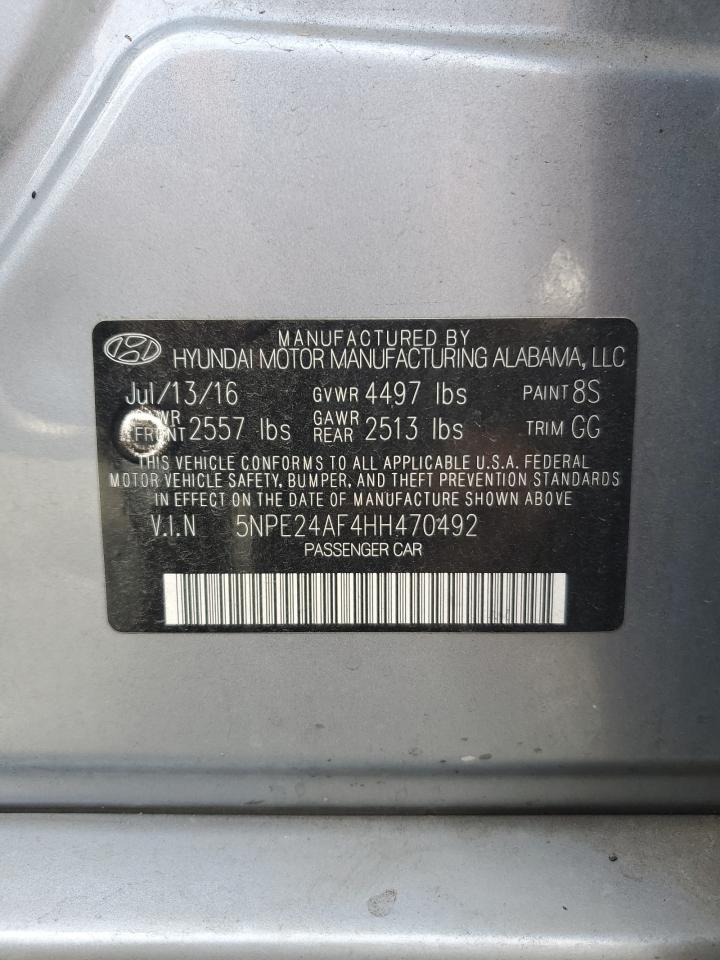 MANUFACTURED BY
HYUNDAI MOTOR MANUFACTURING ALABAMA, LLC
Jul/13/16 GVWR 4497 lbs PAINT 8S
FRONT 2557 lbs GAWR REAR 2513 lbs TRIM GG
THIS VEHICLE CONFORMS TO ALL APPLICABLE U.S.A. FEDERAL
MOTOR VEHICLE SAFETY, BUMPER, AND THEFT PREVENTION STANDARDS
IN EFFECT ON THE DATE OF MANUFACTURE SHOWN ABOVE
V.I.N 5NPE24AF4HH470492
PASSENGER CAR